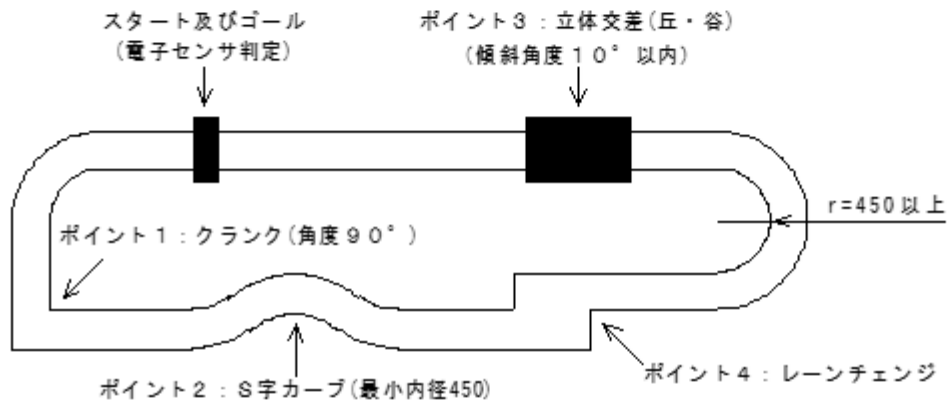 スタート及びゴール
(電子センサ判定)
ポイント3：立体交差(丘・谷)
(傾斜角度10°以内)
r=450以上
ポイント1：クランク(角度90°)
ポイント2：S字カーブ(最小内径450)
ポイント4：レーンチェンジ